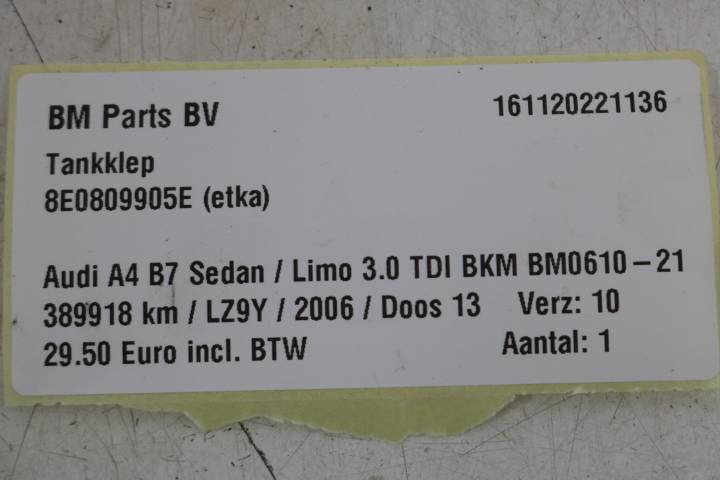 BM Parts BV 161120221136
Tankklep
8E0809905E (etka)
Audi A4 B7 Sedan / Limo 3.0 TDI BKM BM0610-21
389918 km / LZ9Y / 2006 / Doos 13 Verz: 10
29.50 Euro incl. BTW Aantal: 1